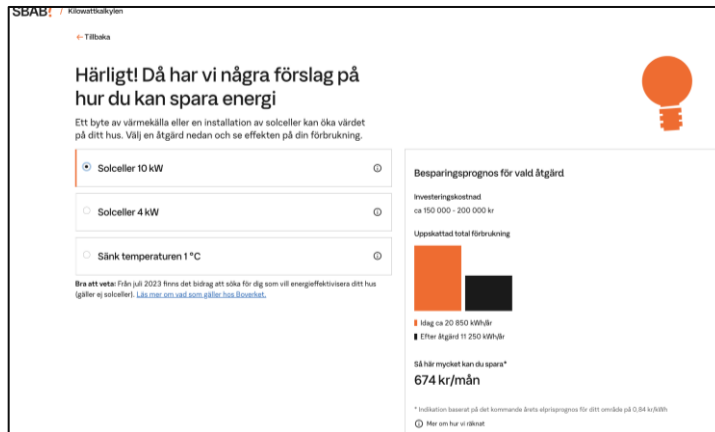 SBAB! / Kilowattkalkylen
← Tillbaka
Härligt! Då har vi några förslag på
hur du kan spara energi
Ett byte av värmekälla eller en installation av solceller kan öka värdet
på ditt hus. Välj en åtgärd nedan och se effekten på din förbrukning.
Solceller 10 kW
Solceller 4 kW
Sänk temperaturen 1 °C
Bra att veta: Från juli 2023 finns det bidrag att söka för dig som vill energieffektivisera ditt hus
(gäller ej solceller). Läs mer om vad som gäller hos Boverket.
Besparingsprognos för vald åtgärd
Investeringskostnad
ca 150 000 - 200 000 kr
Uppskattad total förbrukning
Idag ca 20 850 kWh/år
Efter åtgärd 11 250 kWh/år
Så här mycket kan du spara*
674 kr/mån
* Indikation baserat på det kommande årets elprisprognos för ditt område på 0,84 kr/kWh
Mer om hur vi räknat